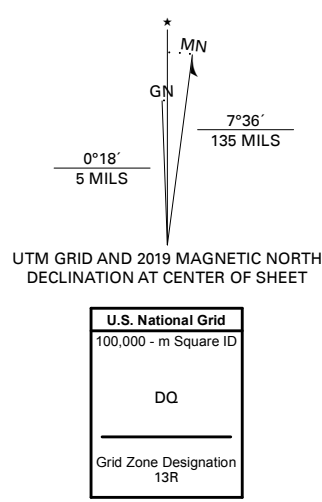 ★
MN
GN
7°36´
135 MILS
0°18´
5 MILS
UTM GRID AND 2019 MAGNETIC NORTH
DECLINATION AT CENTER OF SHEET
U.S. National Grid
100,000 - m Square ID
DQ
Grid Zone Designation
13R